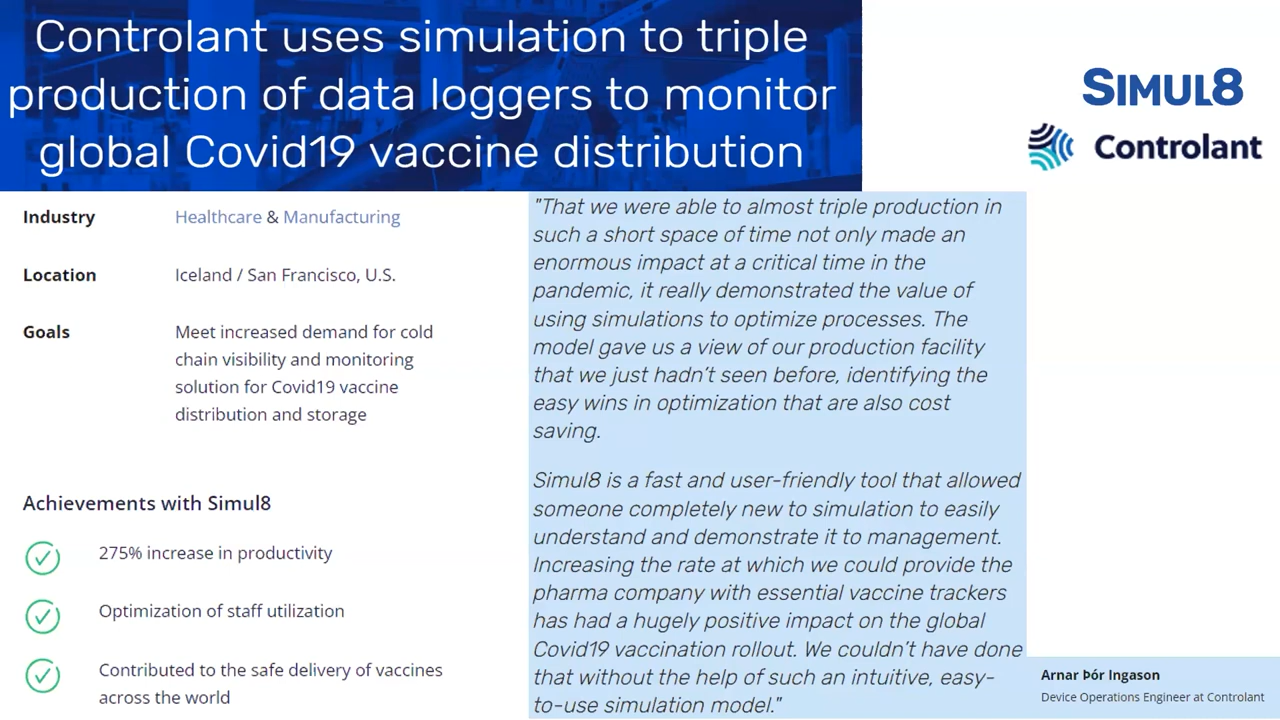 Controlant uses simulation to triple
production of data loggers to monitor
global Covid19 vaccine distribution
SIMUL8
Controlant
Industry
Healthcare & Manufacturing
Location
Iceland / San Francisco, U.S.
Goals
Meet increased demand for cold
chain visibility and monitoring
solution for Covid19 vaccine
distribution and storage
Achievements with Simul8
275% increase in productivity
Optimization of staff utilization
Contributed to the safe delivery of vaccines
across the world
"That we were able to almost triple production in
such a short space of time not only made an
enormous impact at a critical time in the
pandemic, it really demonstrated the value of
using simulations to optimize processes. The
model gave us a view of our production facility
that we just hadn't seen before, identifying the
easy wins in optimization that are also cost
saving.
Simul8 is a fast and user-friendly tool that allowed
someone completely new to simulation to easily
understand and demonstrate it to management.
Increasing the rate at which we could provide the
pharma company with essential vaccine trackers
has had a hugely positive impact on the global
Covid19 vaccination rollout. We couldn't have done
that without the help of such an intuitive, easy-
to-use simulation model."
Arnar Þór Ingason
Device Operations Engineer at Controlant